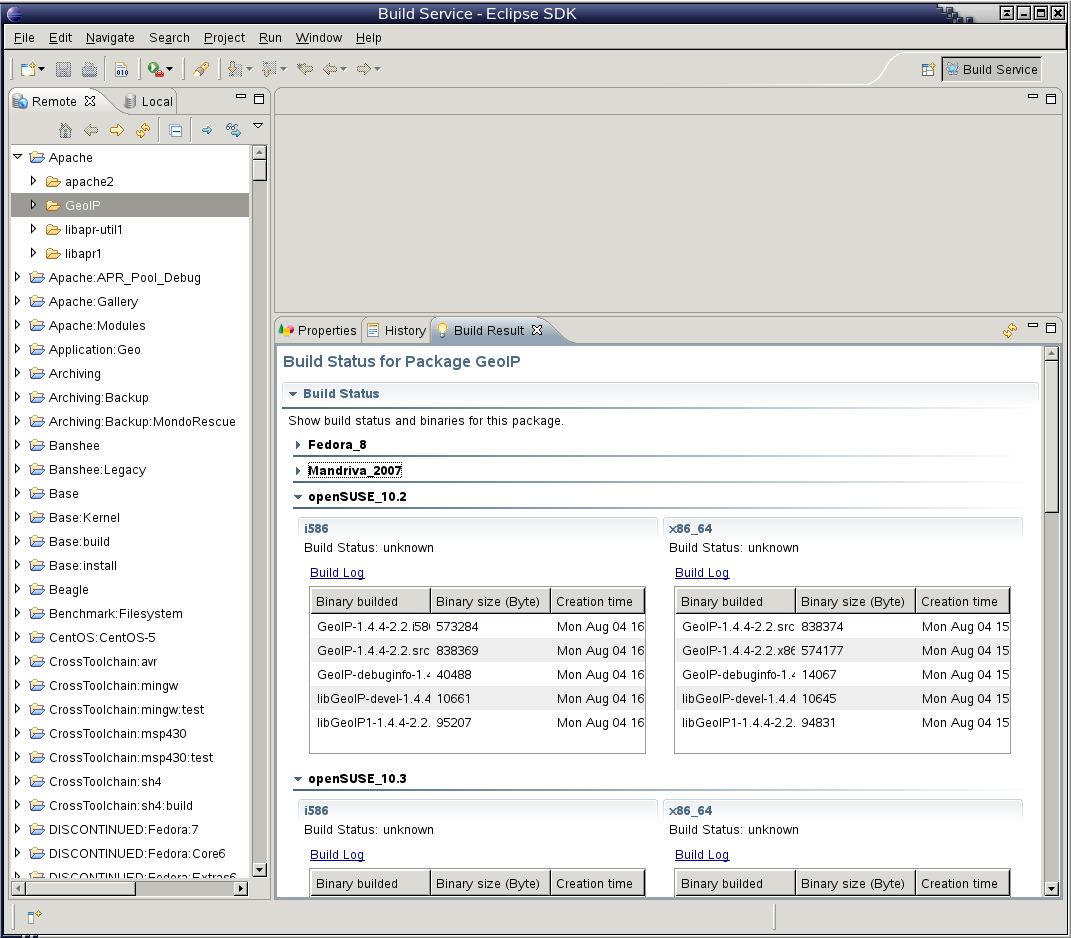 Build Service - Eclipse SDK
File Edit Navigate Search Project Run Window Help
010
Build Service
Remote Local
Apache
apache2
GeoIP
libapr-util1
libapr1
Apache:APR_Pool_Debug
Apache:Gallery
Apache:Modules
Application:Geo
Archiving
Archiving:Backup
Archiving:Backup:MondoRescue
Banshee
Banshee:Legacy
Base
Base:Kernel
Base:build
Base:install
Beagle
Benchmark:Filesystem
CentOS:CentOS-5
CrossToolchain:avr
CrossToolchain:mingw
CrossToolchain:mingw:test
CrossToolchain:msp430
CrossToolchain:msp430:test
CrossToolchain:sh4
CrossToolchain:sh4:build
DISCONTINUED:Fedora:7
DISCONTINUED:Fedora:Core6
DISCONTINUED:Fedora:Extras6
Properties History Build Result
Build Status for Package GeoIP
Build Status
Show build status and binaries for this package.
Fedora_8
Mandriva_2007
openSUSE_10.2
i586
Build Status: unknown
Build Log
Binary builded Binary size (Byte) Creation time
GeoIP-1.4.4-2.2.i58 573284 Mon Aug 04 16
GeoIP-1.4.4-2.2.src 838369 Mon Aug 04 16
GeoIP-debuginfo-1.4 40488 Mon Aug 04 16
libGeoIP-devel-1.4.4 10661 Mon Aug 04 16
libGeoIP1-1.4.4-2.2. 95207 Mon Aug 04 16
x86_64
Build Status: unknown
Build Log
Binary builded Binary size (Byte) Creation time
GeoIP-1.4.4-2.2.src 838374 Mon Aug 04 15
GeoIP-1.4.4-2.2.x86 574177 Mon Aug 04 15
GeoIP-debuginfo-1.4 14067 Mon Aug 04 15
libGeoIP-devel-1.4.4 10645 Mon Aug 04 15
libGeoIP1-1.4.4-2.2. 94831 Mon Aug 04 15
openSUSE_10.3
i586
Build Status: unknown
Build Log
Binary builded Binary size (Byte) Creation time
x86_64
Build Status: unknown
Build Log
Binary builded Binary size (Byte) Creation time